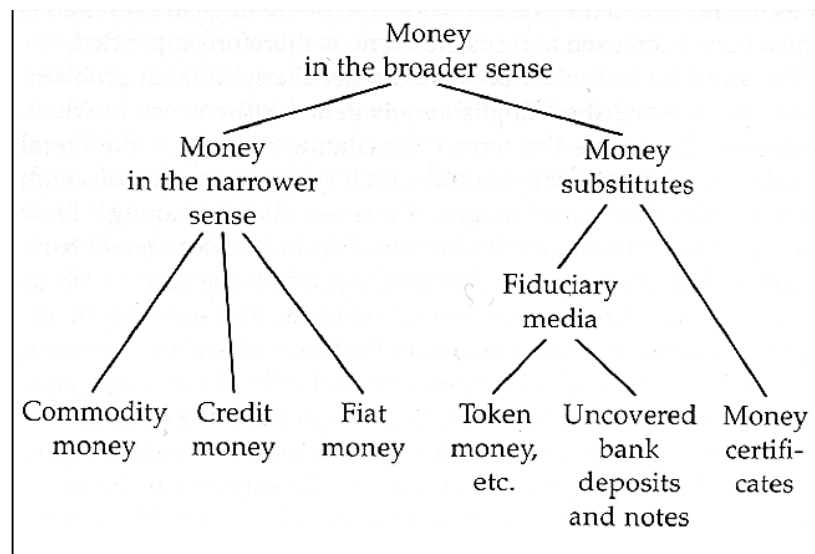 Money
in the broader sense
Money
in the narrower
sense
Money
substitutes
Fiduciary
media
Commodity
money
Credit
money
Fiat
money
Token
money,
etc.
Uncovered
bank
deposits
and notes
Money
certifi-
cates